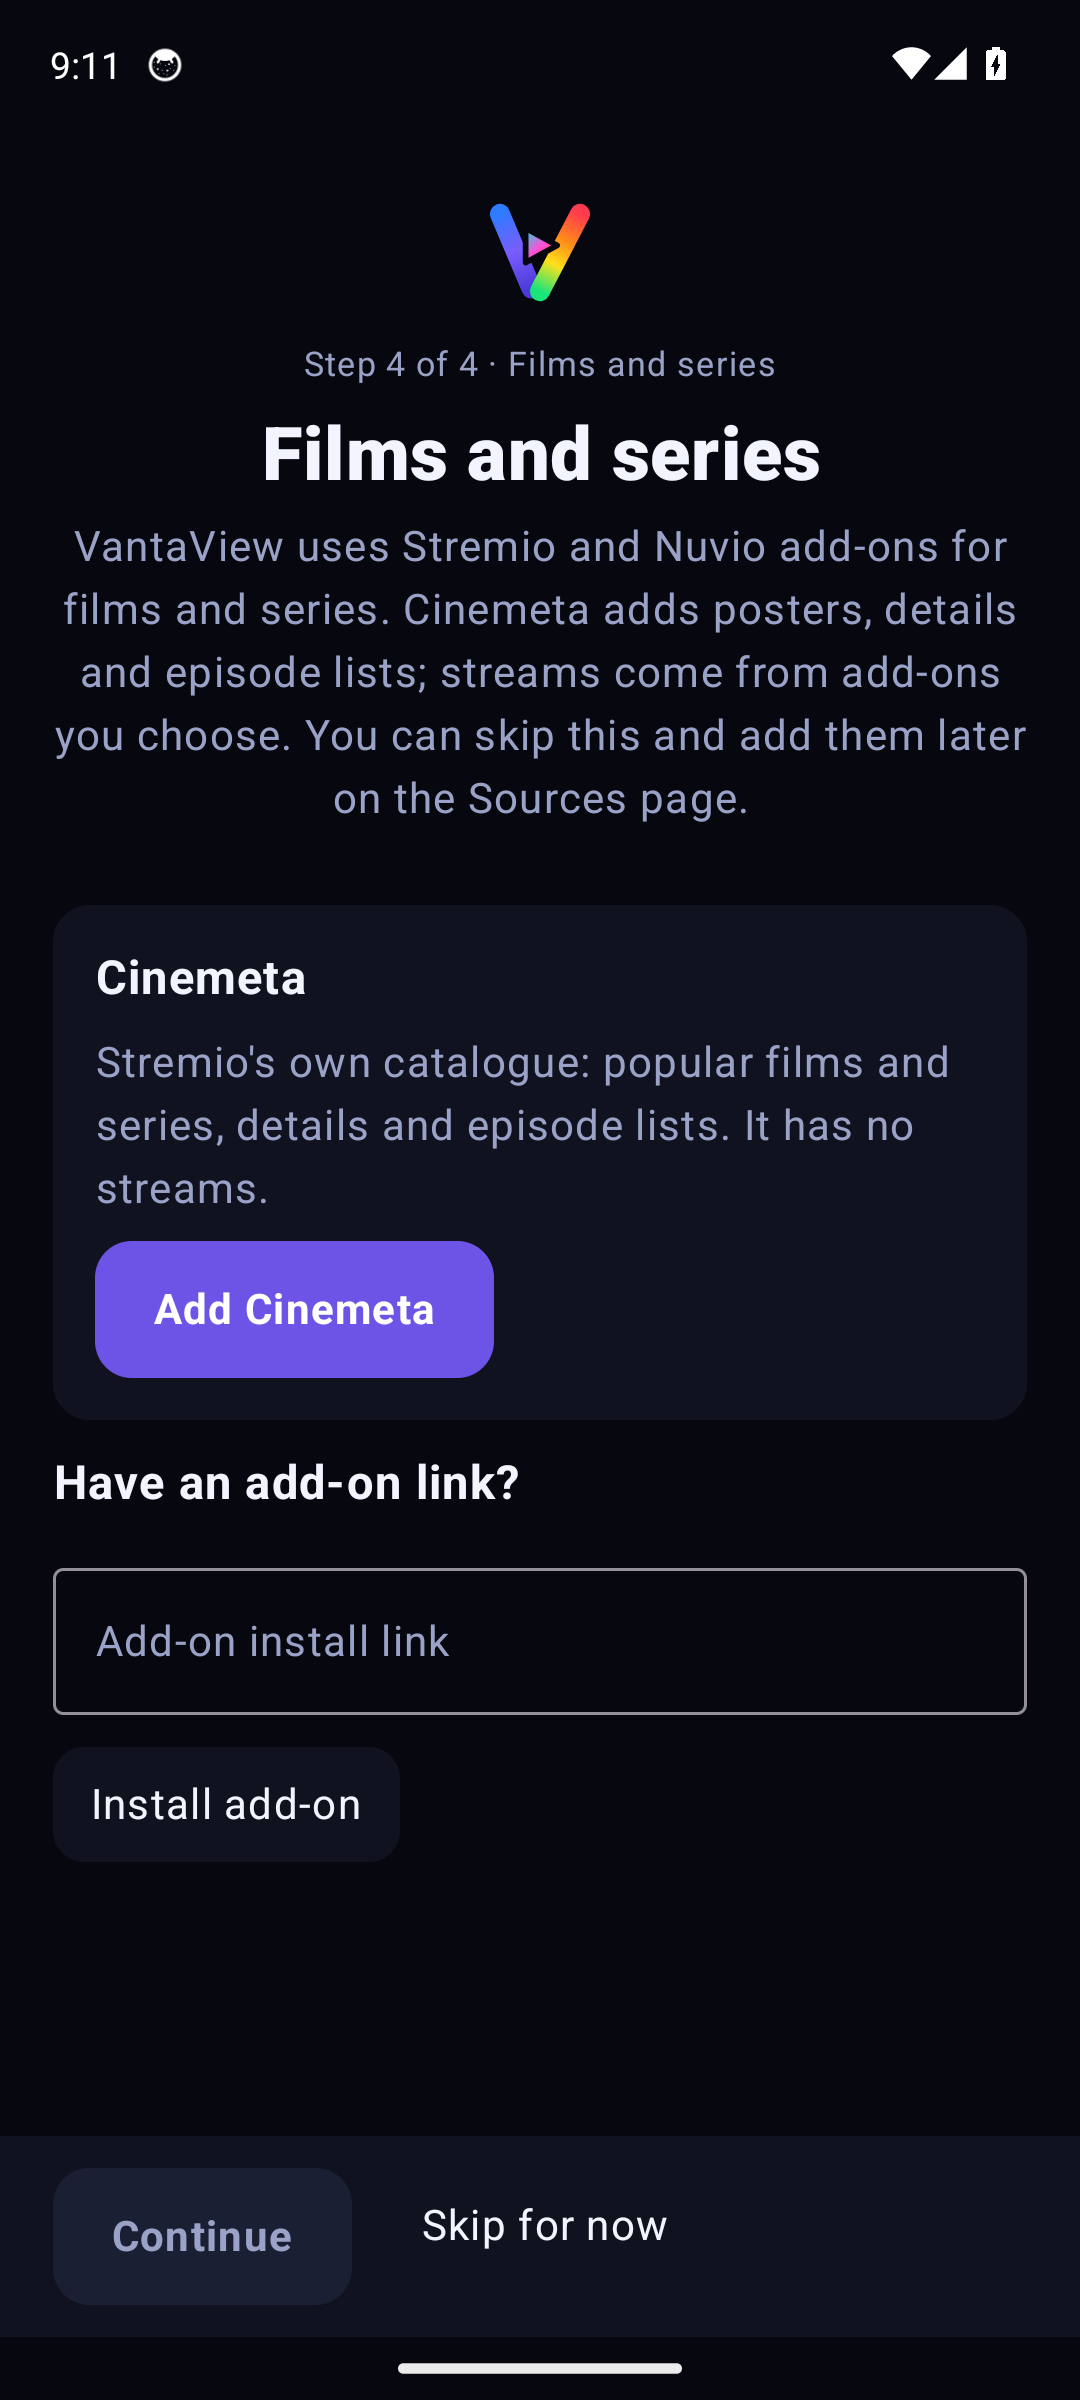 9:11
Step 4 of 4 · Films and series
Films and series
VantaView uses Stremio and Nuvio add-ons for
films and series. Cinemeta adds posters, details
and episode lists; streams come from add-ons
you choose. You can skip this and add them later
on the Sources page.
Cinemeta
Stremio's own catalogue: popular films and
series, details and episode lists. It has no
streams.
Add Cinemeta
Have an add-on link?
Add-on install link
Install add-on
Continue
Skip for now